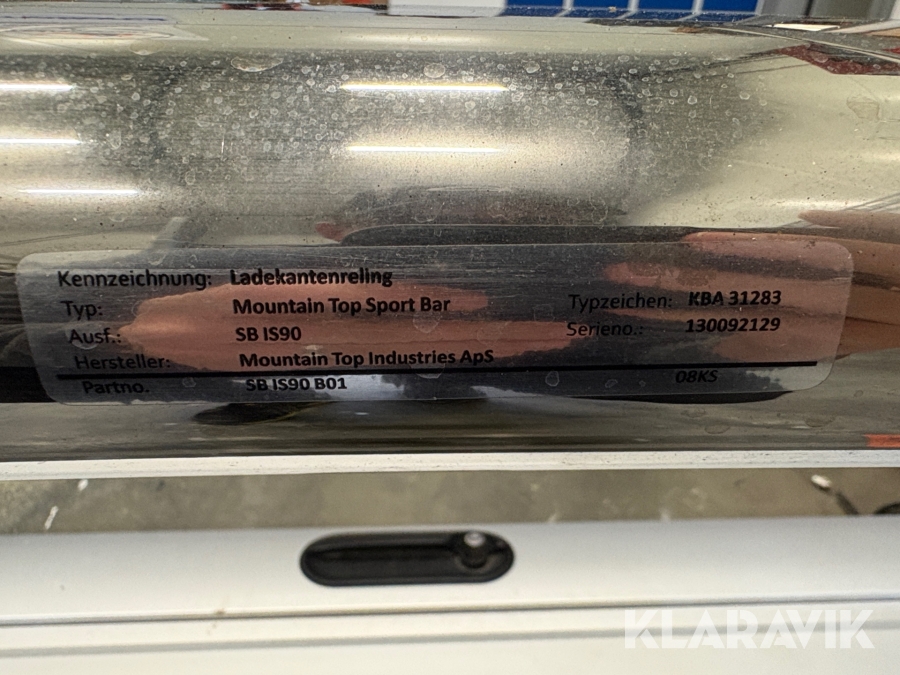 Kennzeichnung: Ladekantenreling
Typ: Mountain Top Sport Bar Typzeichen: KBA 31283
Ausf.: SB IS90 Serieno.: 130092129
Hersteller: Mountain Top Industries ApS
Partno. SB IS90 B01 08KS
KLARAVIK